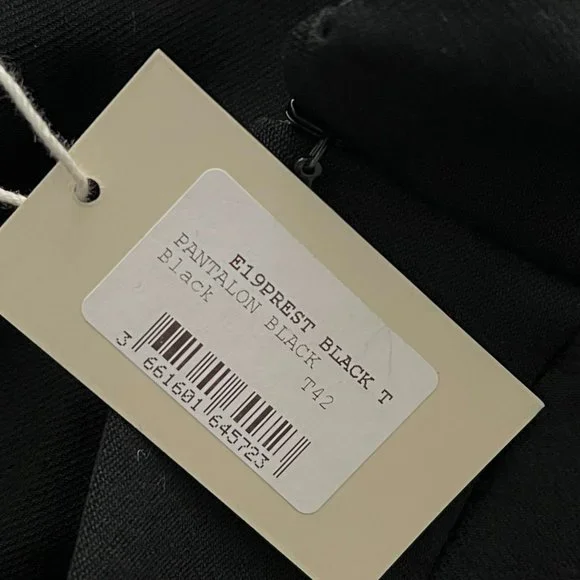 E19PREST BLACK T
PANTALON BLACK T42
Black
3 661601 645723